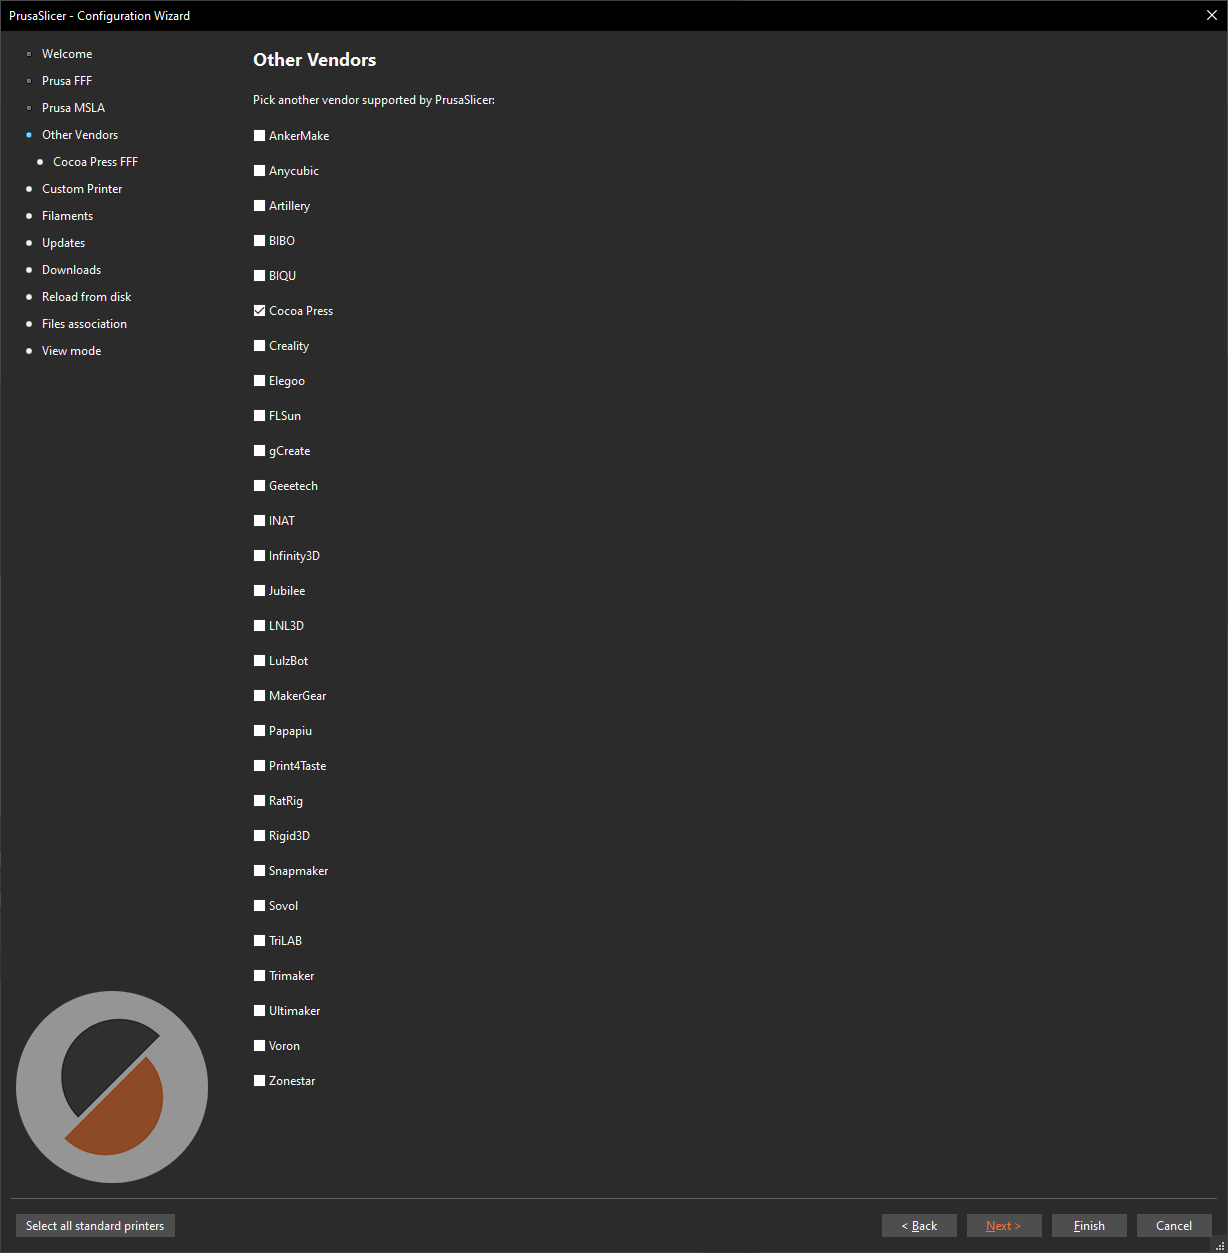 PrusaSlicer - Configuration Wizard
Welcome
Prusa FFF
Prusa MSLA
Other Vendors
Cocoa Press FFF
Custom Printer
Filaments
Updates
Downloads
Reload from disk
Files association
View mode
Other Vendors
Pick another vendor supported by PrusaSlicer:
AnkerMake
Anycubic
Artillery
BIBO
BIQU
Cocoa Press
Creality
Elegoo
FLSun
gCreate
Geeetech
INAT
Infinity3D
Jubilee
LNL3D
LulzBot
MakerGear
Papapiu
Print4Taste
RatRig
Rigid3D
Snapmaker
Sovol
TriLAB
Trimaker
Ultimaker
Voron
Zonestar
Select all standard printers
< Back
Next >
Finish
Cancel